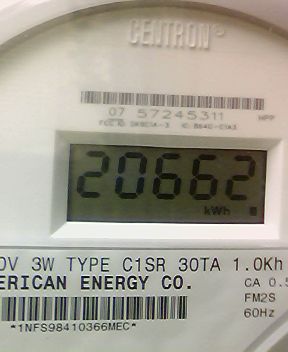 CENTRON®
07 57245311
HPP
20662
kWh
0V 3W TYPE C1SR 30TA 1.0Kh
ERICAN ENERGY CO.
CA 0.5
FM2S
*1NFS98410366MEC*
60Hz